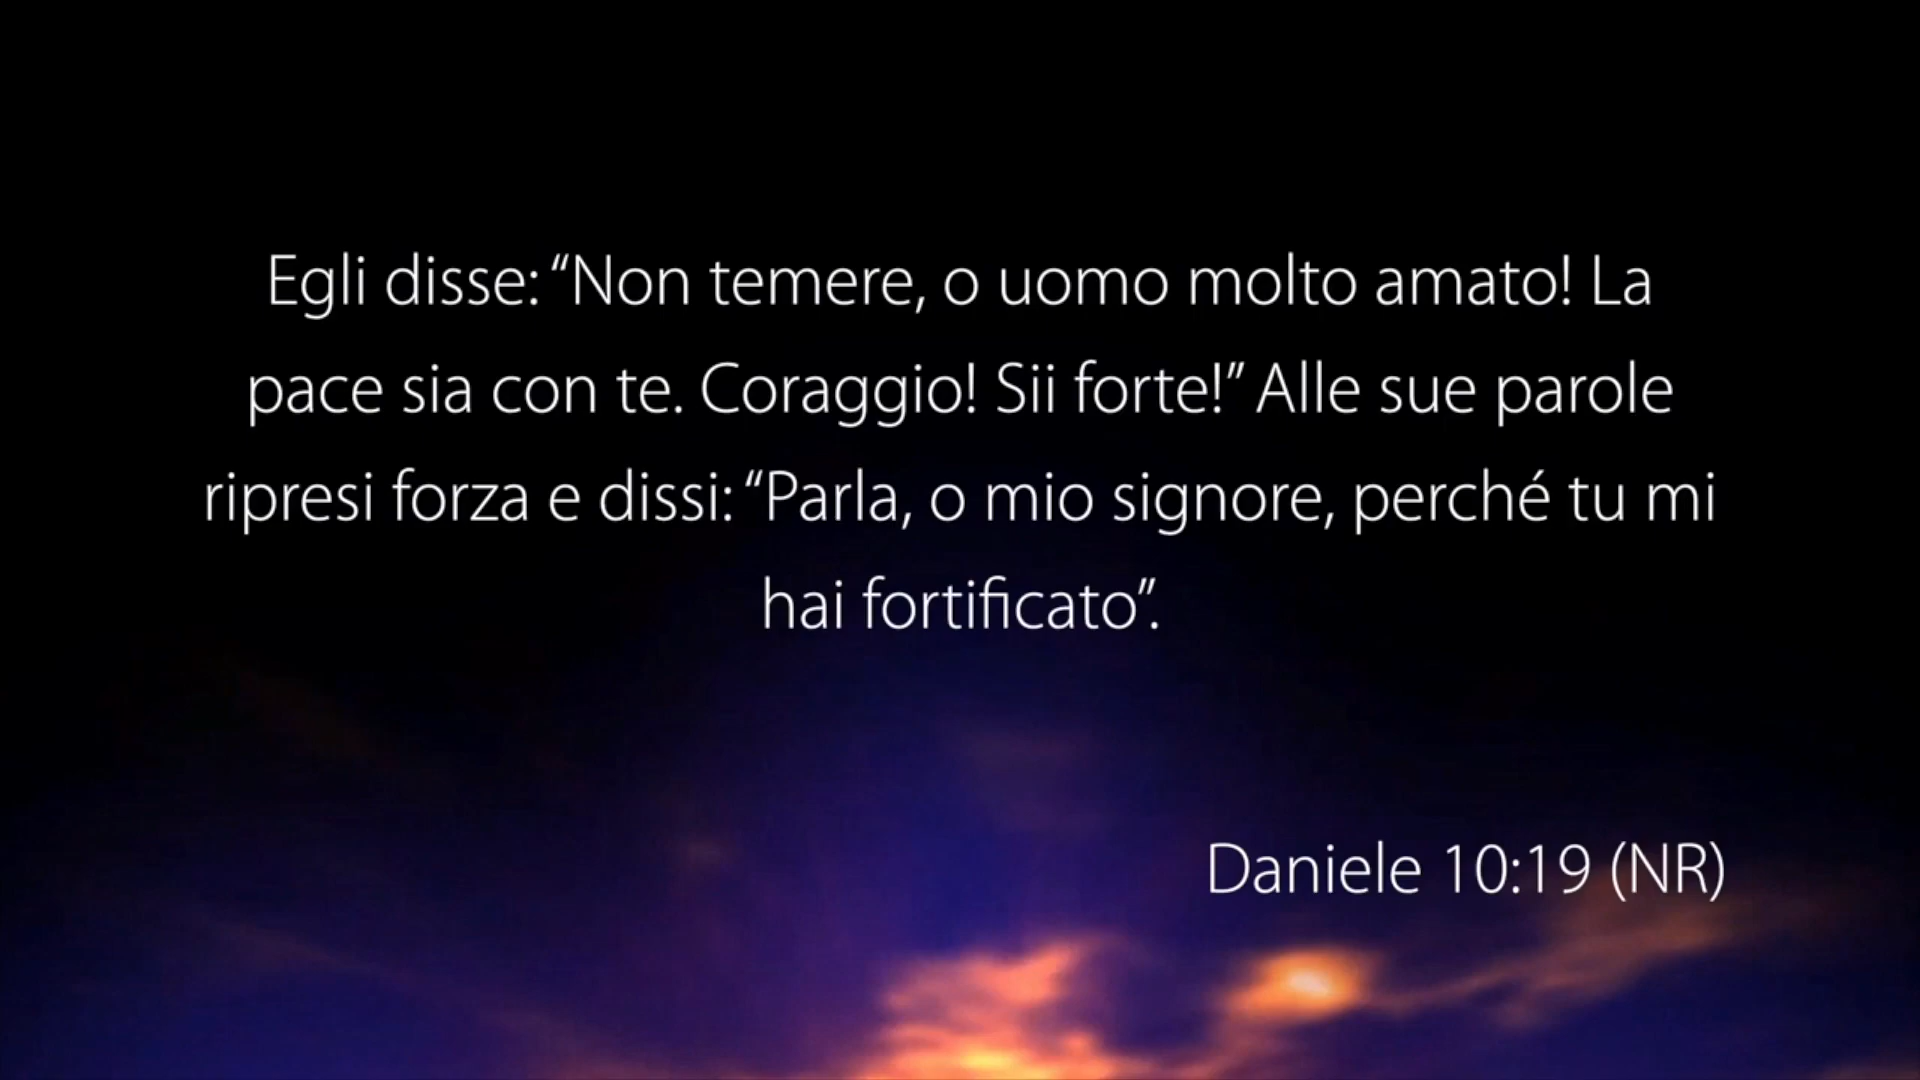 Egli disse: “Non temere, o uomo molto amato! La
pace sia con te. Coraggio! Sii forte!” Alle sue parole
ripresi forza e dissi: “Parla, o mio signore, perché tu mi
hai fortificato”.
Daniele 10:19 (NR)